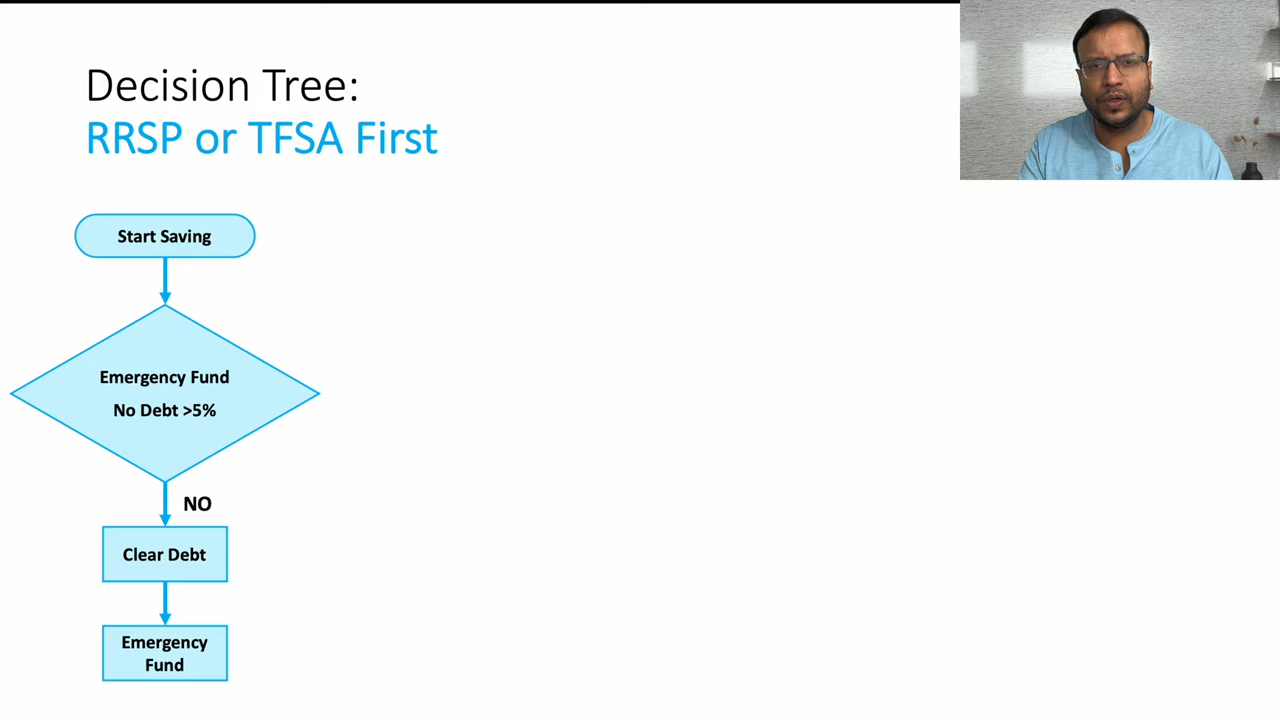 Decision Tree:
RRSP or TFSA First
Start Saving
Emergency Fund
No Debt >5%
NO
Clear Debt
Emergency
Fund